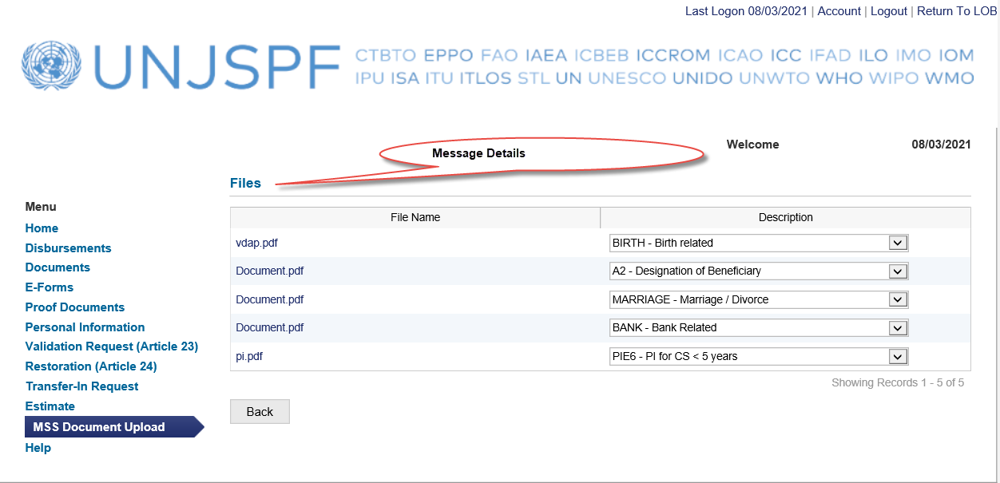 Last Logon 08/03/2021 | Account | Logout | Return To LOB
UNJSPF
CTBTO EPPO FAO IAEA ICBEB ICCROM ICAO ICC IFAD ILO IMO IOM
IPU ISA ITU ITLOS STL UN UNESCO UNIDO UNWTO WHO WIPO WMO
Message Details
Welcome 08/03/2021
Files
Menu
Home
Disbursements
Documents
E-Forms
Proof Documents
Personal Information
Validation Request (Article 23)
Restoration (Article 24)
Transfer-In Request
Estimate
MSS Document Upload
Help
File Name Description
vdap.pdf BIRTH - Birth related
Document.pdf A2 - Designation of Beneficiary
Document.pdf MARRIAGE - Marriage / Divorce
Document.pdf BANK - Bank Related
pi.pdf PIE6 - PI for CS < 5 years
Showing Records 1 - 5 of 5
Back